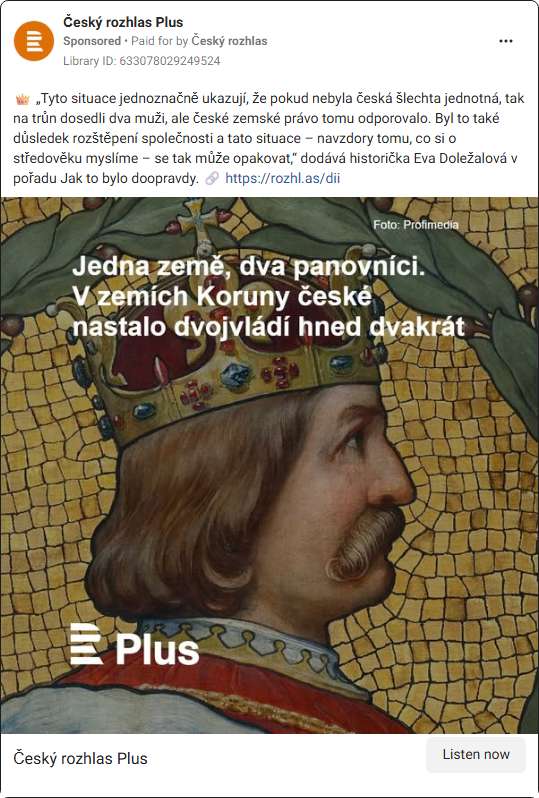 Český rozhlas Plus
Sponsored • Paid for by Český rozhlas
Library ID: 633078029249524
👑 „Tyto situace jednoznačně ukazují, že pokud nebyla česká šlechta jednotná, tak
na trůn dosedli dva muži, ale české zemské právo tomu odporovalo. Byl to také
důsledek rozštěpení společnosti a tato situace – navzdory tomu, co si o
středověku myslíme – se tak může opakovat,“ dodává historička Eva Doležalová v
pořadu Jak to bylo doopravdy. 🔗 https://rozhl.as/dii
Foto: Profimedia
Jedna země, dva panovníci.
V zemích Koruny české
nastalo dvojvládí hned dvakrát
Plus
Český rozhlas Plus
Listen now